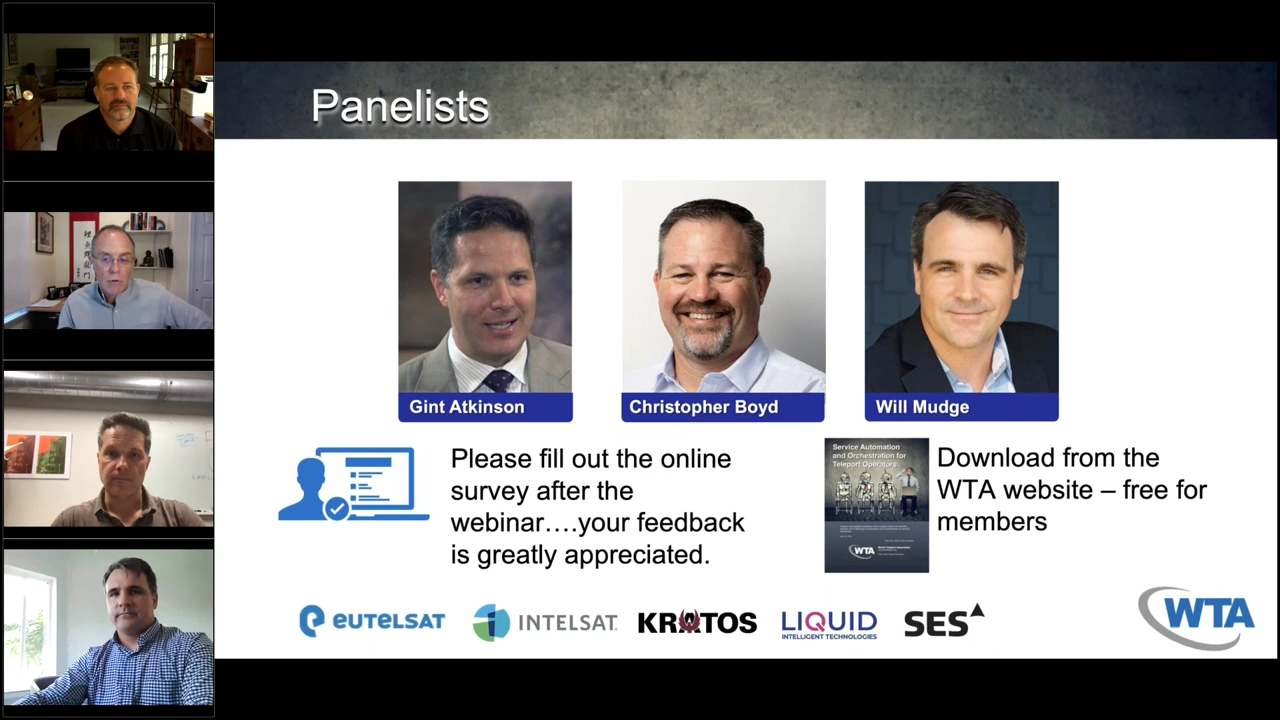 Panelists
Gint Atkinson
Christopher Boyd
Will Mudge
Please fill out the online
survey after the
webinar....your feedback
is greatly appreciated.
Service Automation
and Orchestration for
Teleport Operators
WTA
Download from the
WTA website – free for
members
eutelsat
INTELSAT
KRATOS
LIQUID
INTELLIGENT TECHNOLOGIES
SES
WTA